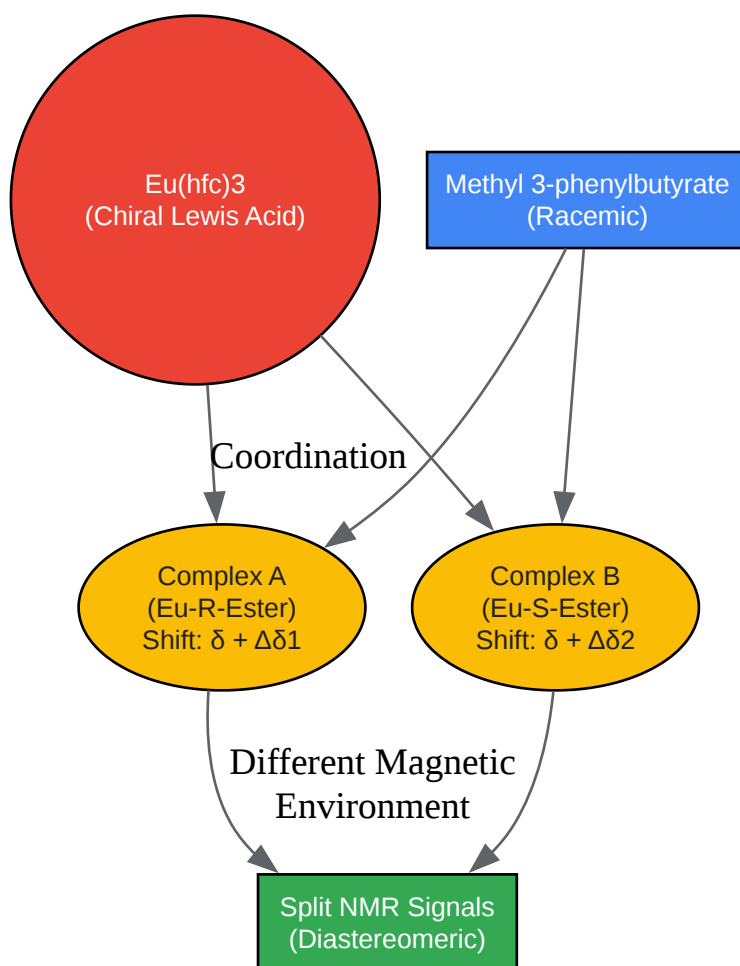 Eu(hfc)3
(Chiral Lewis Acid)
Methyl 3-phenylbutyrate
(Racemic)
Coordination
Complex A
(Eu-R-Ester)
Shift: δ + Δδ1
Complex B
(Eu-S-Ester)
Shift: δ + Δδ2
Different Magnetic
Environment
Split NMR Signals
(Diastereomeric)